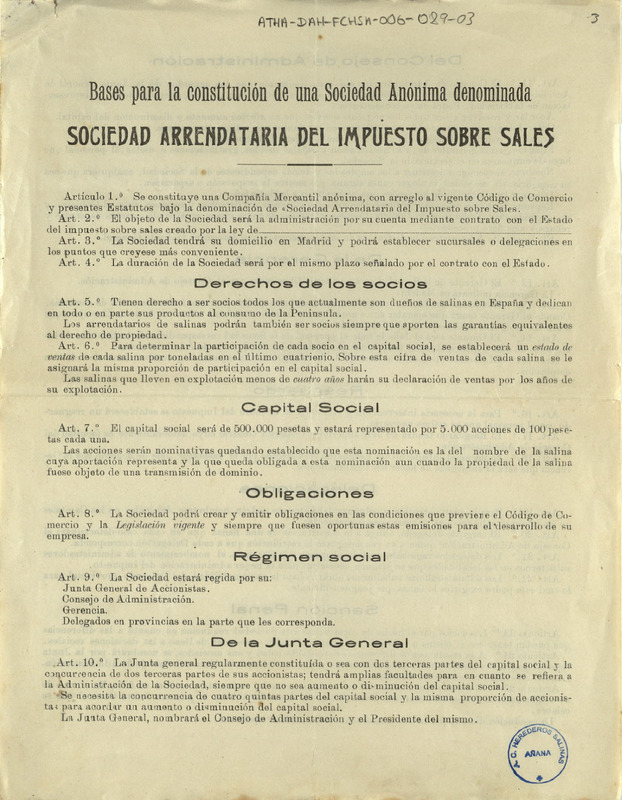 ATHA-DAH-FCHSA-006-029-03
3
Bases para la constitución de una Sociedad Anónima denominada
SOCIEDAD ARRENDATARIA DEL IMPUESTO SOBRE SALES
Artículo 1.º Se constituye una Compañía Mercantil anónima, con arreglo al vigente Código de Comercio
y presentes Estatutos bajo la denominación de «Sociedad Arrendataria del Impuesto sobre Sales.
Art. 2.º El objeto de la Sociedad será la administración por su cuenta mediante contrato con el Estado
del impuesto sobre sales creado por la ley de
Art. 3.º La Sociedad tendrá su domicilio en Madrid y podrá establecer sucursales o delegaciones en
los puntos que creyese más conveniente.
Art. 4.º La duración de la Sociedad será por el mismo plazo señalado por el contrato con el Estado.
Derechos de los socios
Art. 5.º Tienen derecho a ser socios todos los que actualmente son dueños de salinas en España y dedican
en todo o en parte sus productos al consumo de la Peninsula.
Los arrendatarios de salinas podrán también ser socios siempre que aporten las garantías equivalentes
al derecho de propiedad.
Art. 6.º Para determinar la participación de cada socio en el capital social, se establecerá un estado de
ventas de cada salina por toneladas en el último cuatrienio. Sobre esta cifra de ventas de cada salina se le
asignará la misma proporción de participación en el capital social.
Las salinas que lleven en explotación menos de cuatro años harán su declaración de ventas por los años de
su explotación.
Capital Social
Art. 7.º El capital social será de 500.000 pesetas y estará representado por 5.000 acciones de 100 pese-
tas cada una.
Las acciones serán nominativas quedando establecido que esta nominación es la del nombre de la salina
cuya aportación representa y la que queda obligada a esta nominación aun cuando la propiedad de la salina
fuese objeto de una transmisión de dominio.
Obligaciones
Art. 8.º La Sociedad podrá crear y emitir obligaciones en las condiciones que previene el Código de Co-
mercio y la Legislación vigente y siempre que fuesen oportunas estas emisiones para el desarrollo de su
empresa.
Régimen social
Art. 9.º La Sociedad estará regida por su:
Junta General de Accionistas.
Consejo de Administración.
Gerencia.
Delegados en provincias en la parte que les corresponda.
De la Junta General
Art. 10.º La Junta general regularmente constituída o sea con dos terceras partes del capital social y la
concurrencia de dos terceras partes de sus accionistas; tendrá amplias facultades para en cuanto se refiera a
la Administración de la Sociedad, siempre que no sea aumento o disminución del capital social.
Se necesita la concurrencia de cuatro quintas partes del capital social y la misma proporción de accionis-
tas para acordar un aumento o disminución del capital social.
La Junta General, nombrará el Consejo de Administración y el Presidente del mismo.
HEREDEROS SALINAS
AÑANA